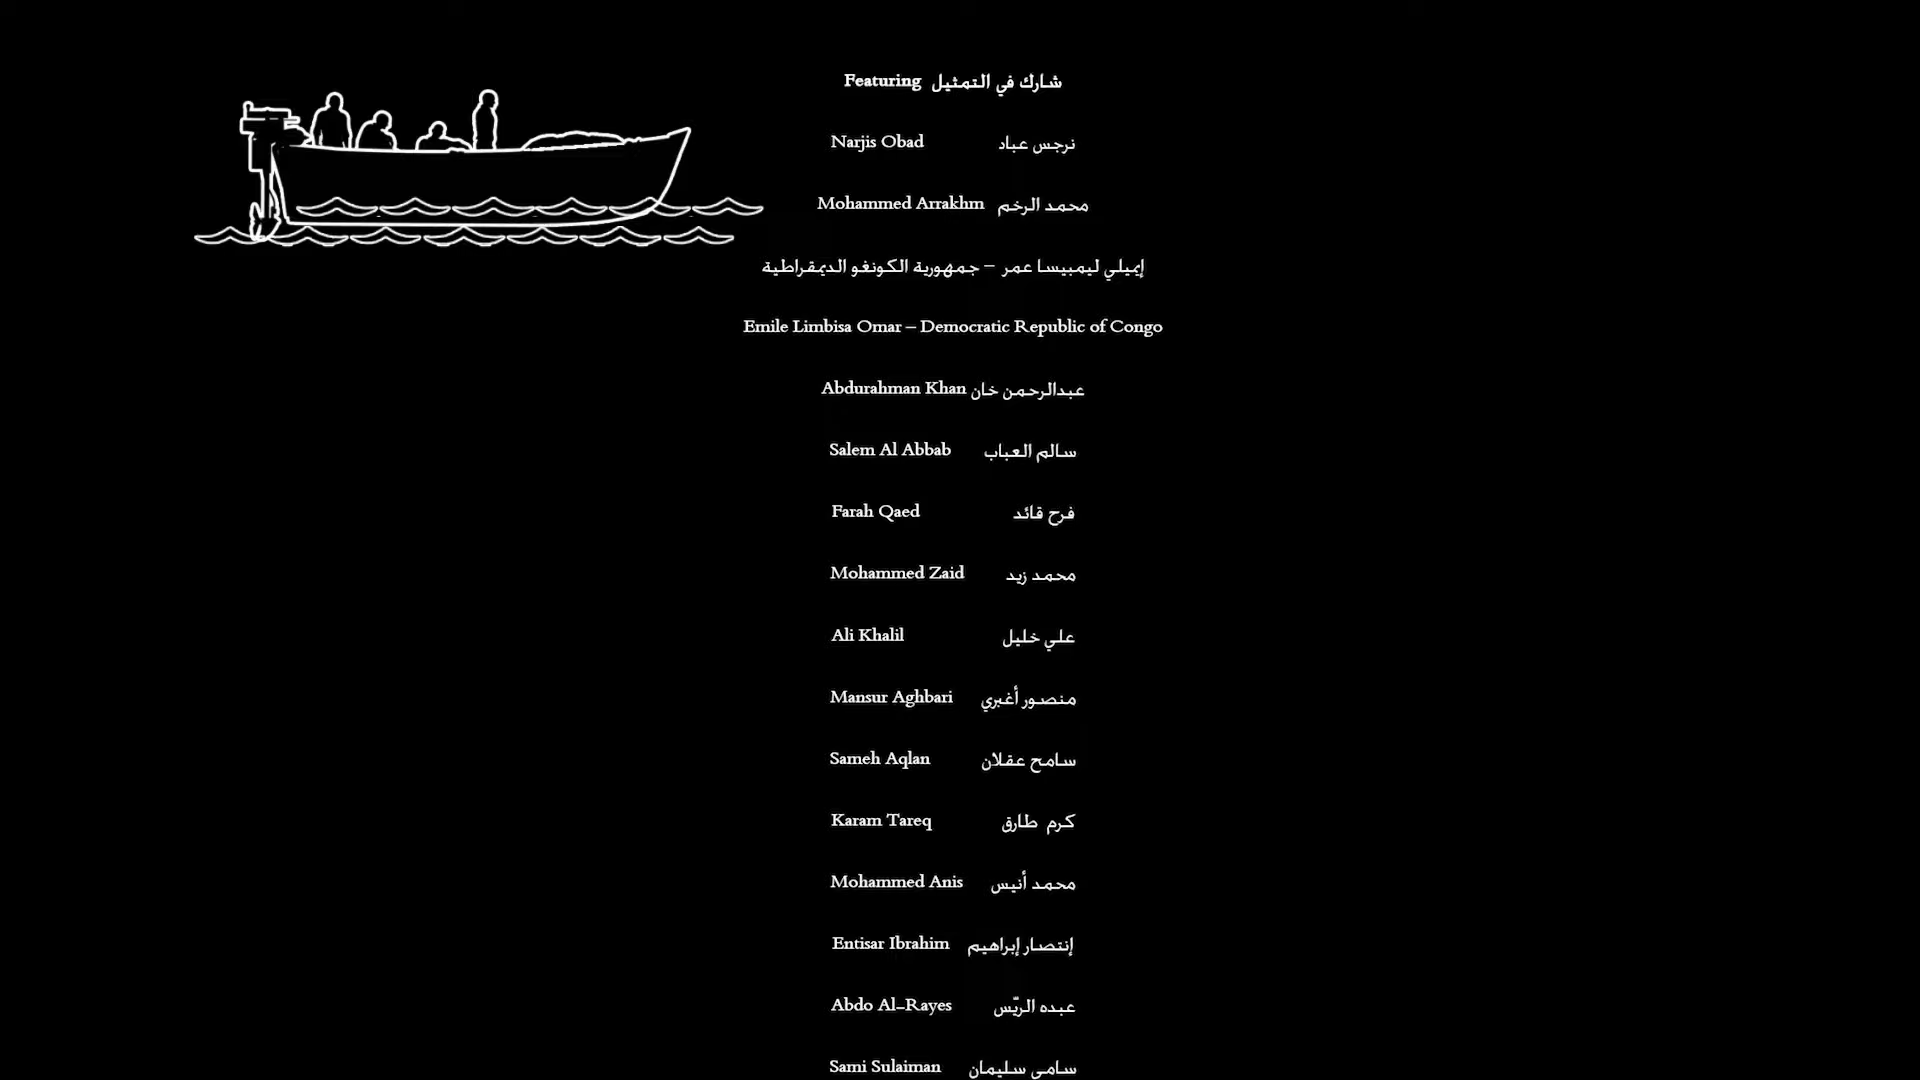 Featuring شارك في التمثيل
Narjis Obad نرجس عباد
Mohammed Arrakhm محمد الرخم
إيميلي ليمبيسا عمر – جمهورية الكونغو الديمقراطية
Emile Limbisa Omar – Democratic Republic of Congo
Abdurahman Khan عبدالرحمن خان
Salem Al Abbab سالم العباب
Farah Qaed فرح قائد
Mohammed Zaid محمد زيد
Ali Khalil علي خليل
Mansur Aghbari منصور أغبري
Sameh Aqlan سامح عقلان
Karam Tareq كرم طارق
Mohammed Anis محمد أنيس
Entisar Ibrahim إنتصار إبراهيم
Abdo Al-Rayes عبده الريّس
Sami Sulaiman سامي سليمان